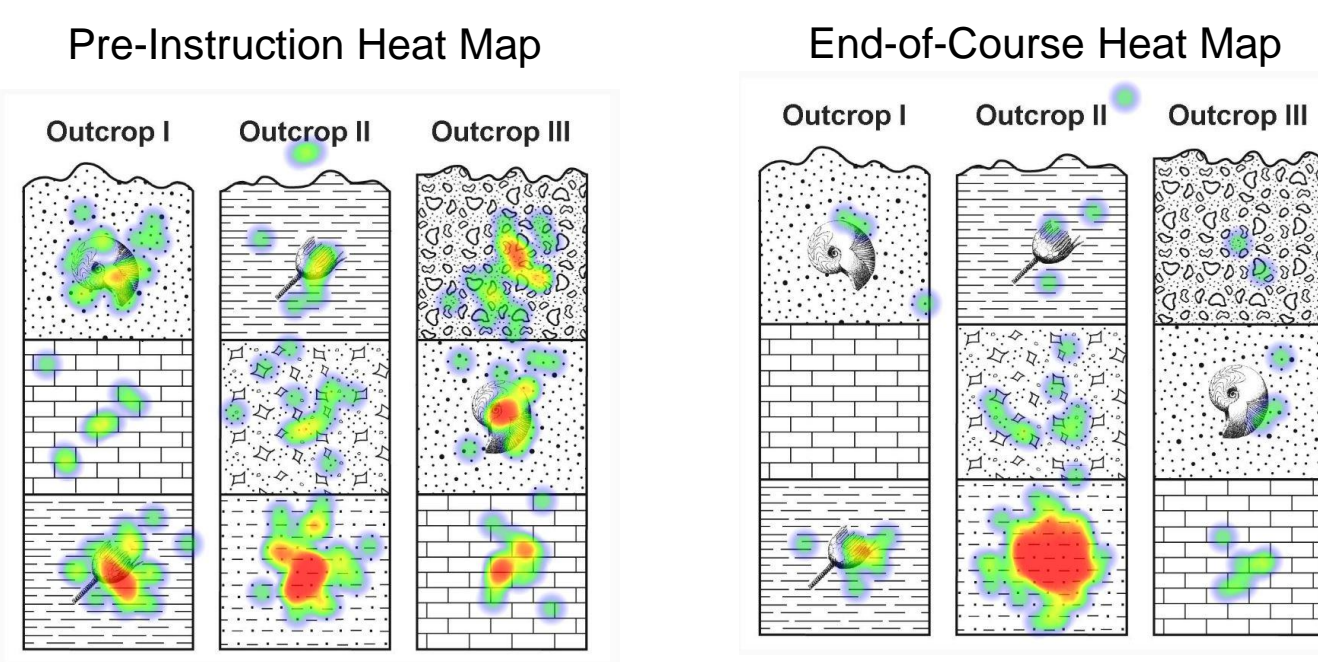 Pre-Instruction Heat Map
End-of-Course Heat Map
Outcrop I
Outcrop II
Outcrop III
Outcrop I
Outcrop II
Outcrop III